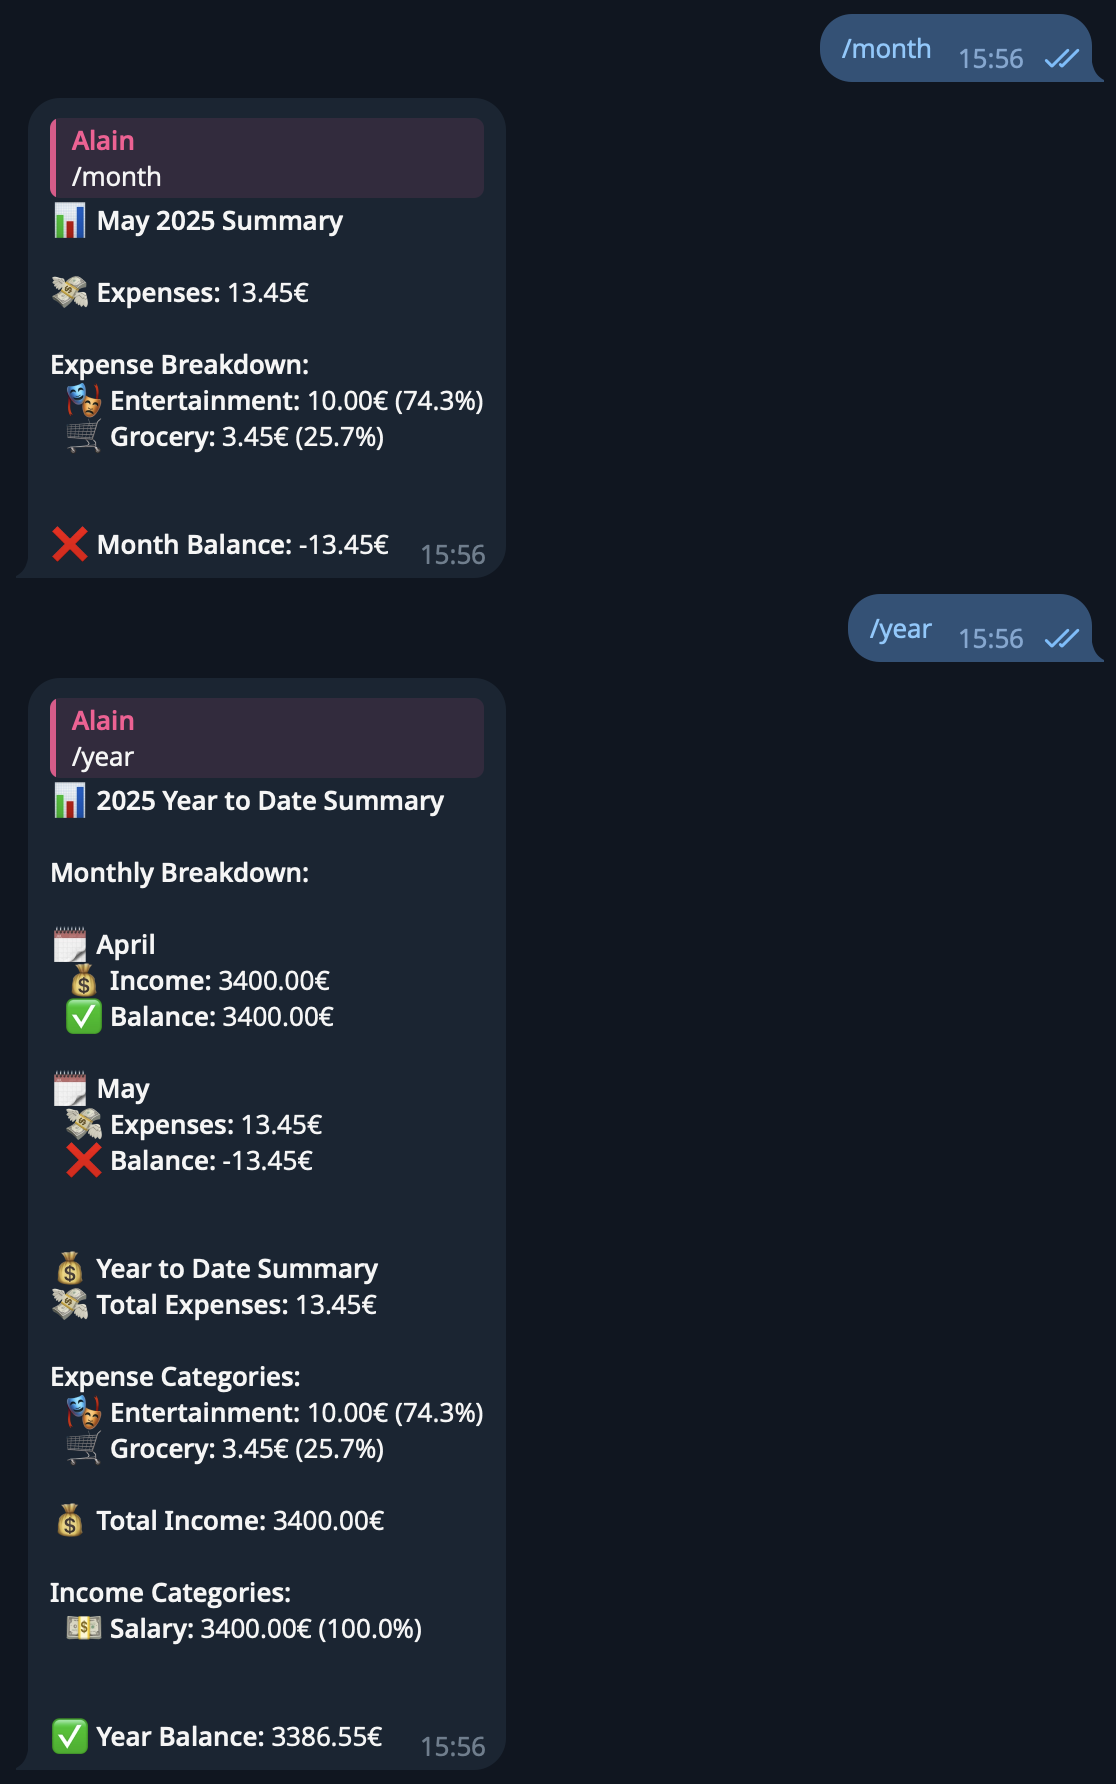 /month 15:56
Alain
/month
📊 May 2025 Summary
💸 Expenses: 13.45€
Expense Breakdown:
🎭 Entertainment: 10.00€ (74.3%)
🛒 Grocery: 3.45€ (25.7%)
❌ Month Balance: -13.45€ 15:56
/year 15:56
Alain
/year
📊 2025 Year to Date Summary
Monthly Breakdown:
🗓 April
💰 Income: 3400.00€
✅ Balance: 3400.00€
🗓 May
💸 Expenses: 13.45€
❌ Balance: -13.45€
💰 Year to Date Summary
💸 Total Expenses: 13.45€
Expense Categories:
🎭 Entertainment: 10.00€ (74.3%)
🛒 Grocery: 3.45€ (25.7%)
💰 Total Income: 3400.00€
Income Categories:
💵 Salary: 3400.00€ (100.0%)
✅ Year Balance: 3386.55€ 15:56